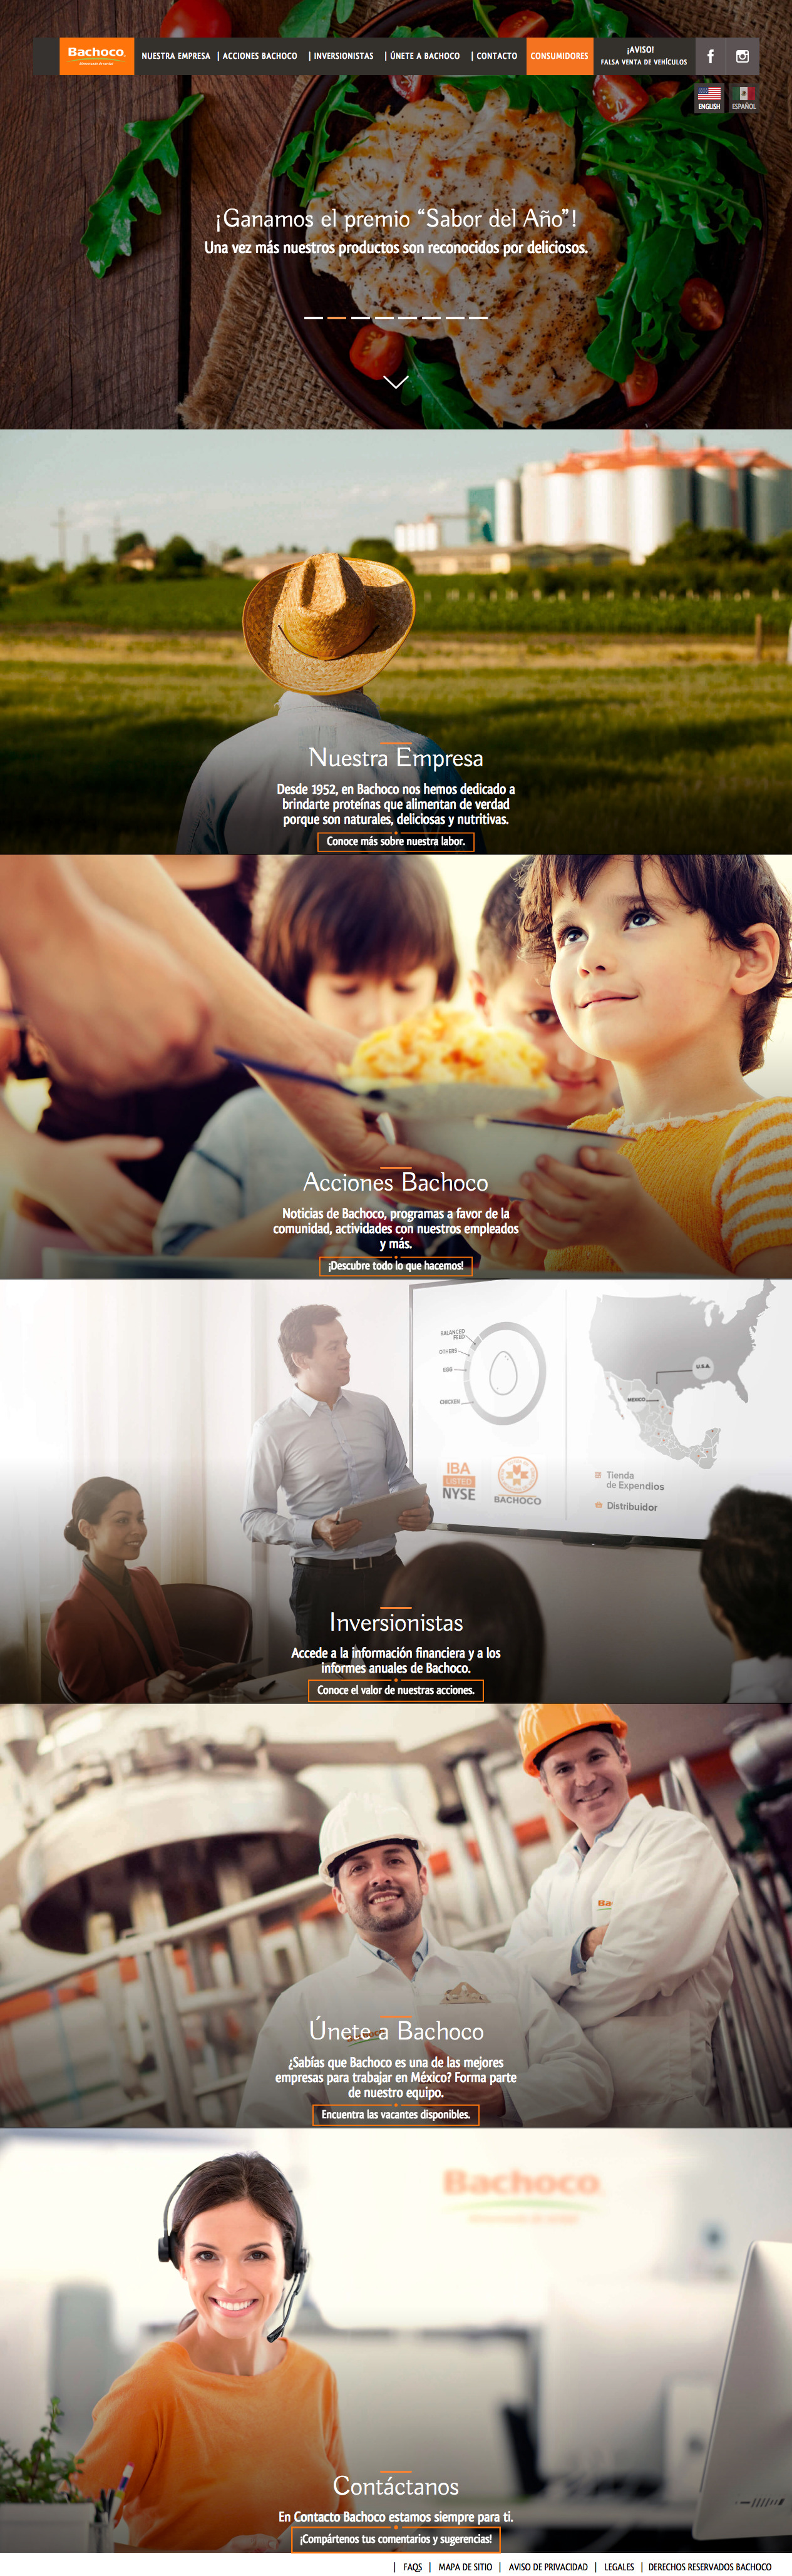 Bachoco
NUESTRA EMPRESA | ACCIONES BACHOCO | INVERSIONISTAS | ÚNETE A BACHOCO | CONTACTO CONSUMIDORES
¡AVISO!
FALSA VENTA DE VEHÍCULOS
ENGLISH ESPAÑOL
¡Ganamos el premio “Sabor del Año”!
Una vez más nuestros productos son reconocidos por deliciosos.
Nuestra Empresa
Desde 1952, en Bachoco nos hemos dedicado a
brindarte proteínas que alimentan de verdad
porque son naturales, deliciosas y nutritivas.
Conoce más sobre nuestra labor.
Acciones Bachoco
Noticias de Bachoco, programas a favor de la
comunidad, actividades con nuestros empleados
y más.
¡Descubre todo lo que hacemos!
BALANCED
FEED
OTHERS
EGG
CHICKEN
U.S.A.
MEXICO
IBA
LISTED
NYSE
BACHOCO
Tienda
de Expendios
Distribuidor
Inversionistas
Accede a la información financiera y a los
informes anuales de Bachoco.
Conoce el valor de nuestras acciones.
Ba
Únete a Bachoco
¿Sabías que Bachoco es una de las mejores
empresas para trabajar en México? Forma parte
de nuestro equipo.
Encuentra las vacantes disponibles.
Bachoco
Contáctanos
En Contacto Bachoco estamos siempre para ti.
¡Compártenos tus comentarios y sugerencias!
| FAQS | MAPA DE SITIO | AVISO DE PRIVACIDAD | LEGALES | DERECHOS RESERVADOS BACHOCO